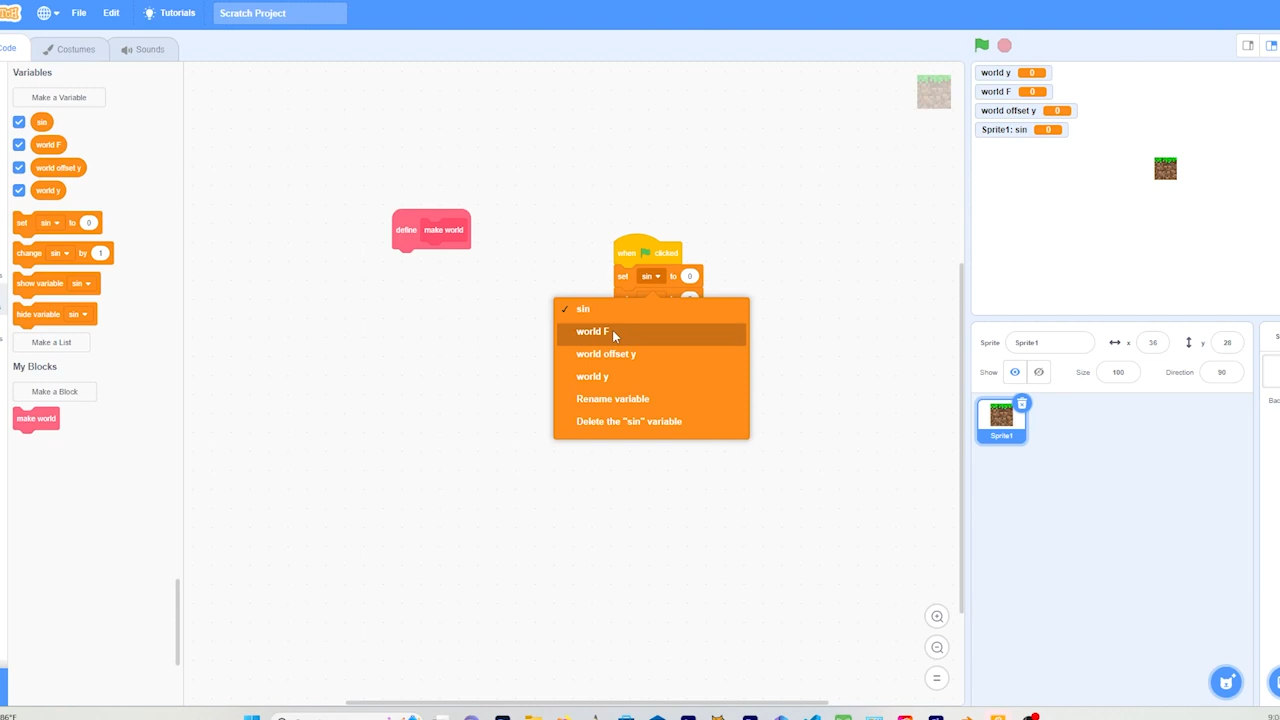 File Edit Tutorials Scratch Project
Code Costumes Sounds
Variables
Make a Variable
sin
world F
world offset y
world y
set sin to 0
change sin by 1
show variable sin
hide variable sin
Make a List
My Blocks
Make a Block
make world
define make world
when clicked
set sin to 0
✓ sin
world F
world offset y
world y
Rename variable
Delete the "sin" variable
world y 0
world F 0
world offset y 0
Sprite1: sin 0
Sprite Sprite1 x 36 y 28
Show Size 100 Direction 90
Sprite1